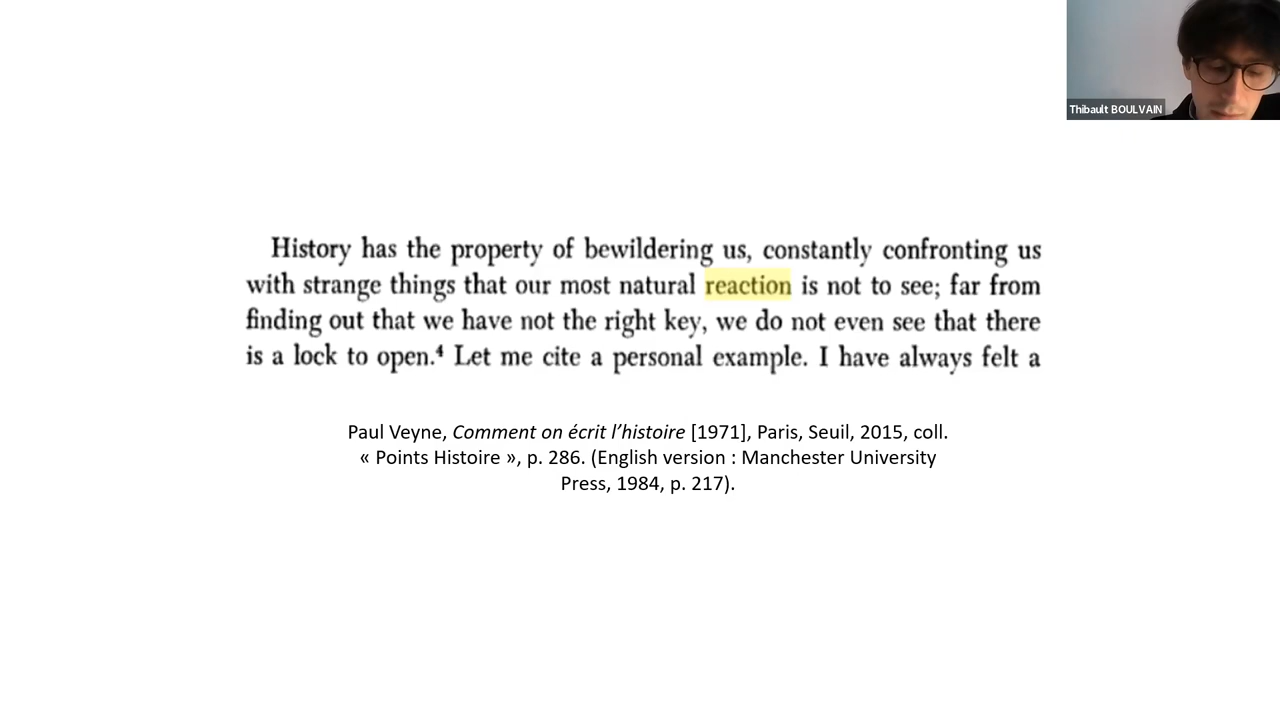 Thibault BOULVAIN
History has the property of bewildering us, constantly confronting us
with strange things that our most natural reaction is not to see; far from
finding out that we have not the right key, we do not even see that there
is a lock to open.⁴ Let me cite a personal example. I have always felt a
Paul Veyne, Comment on écrit l’histoire [1971], Paris, Seuil, 2015, coll.
« Points Histoire », p. 286. (English version : Manchester University
Press, 1984, p. 217).